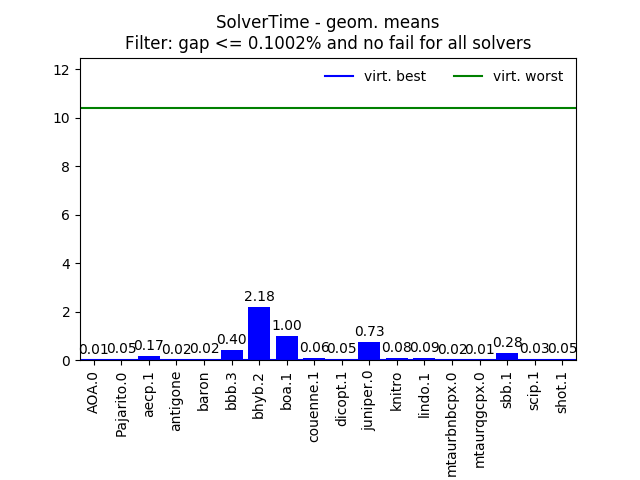 SolverTime - geom. means
Filter: gap <= 0.1002% and no fail for all solvers
virt. best virt. worst
12
10
8
6
4
2
0
0.01 0.05 0.17 0.02 0.02 0.40 2.18 1.00 0.06 0.05 0.73 0.08 0.09 0.02 0.01 0.28 0.03 0.05
AOA.0
Pajarito.0
aecp.1
antigone
baron
bbb.3
bhyb.2
boa.1
couenne.1
dicopt.1
juniper.0
knitro
lindo.1
mtaurbnbcpx.0
mtaurqgcpx.0
sbb.1
scip.1
shot.1